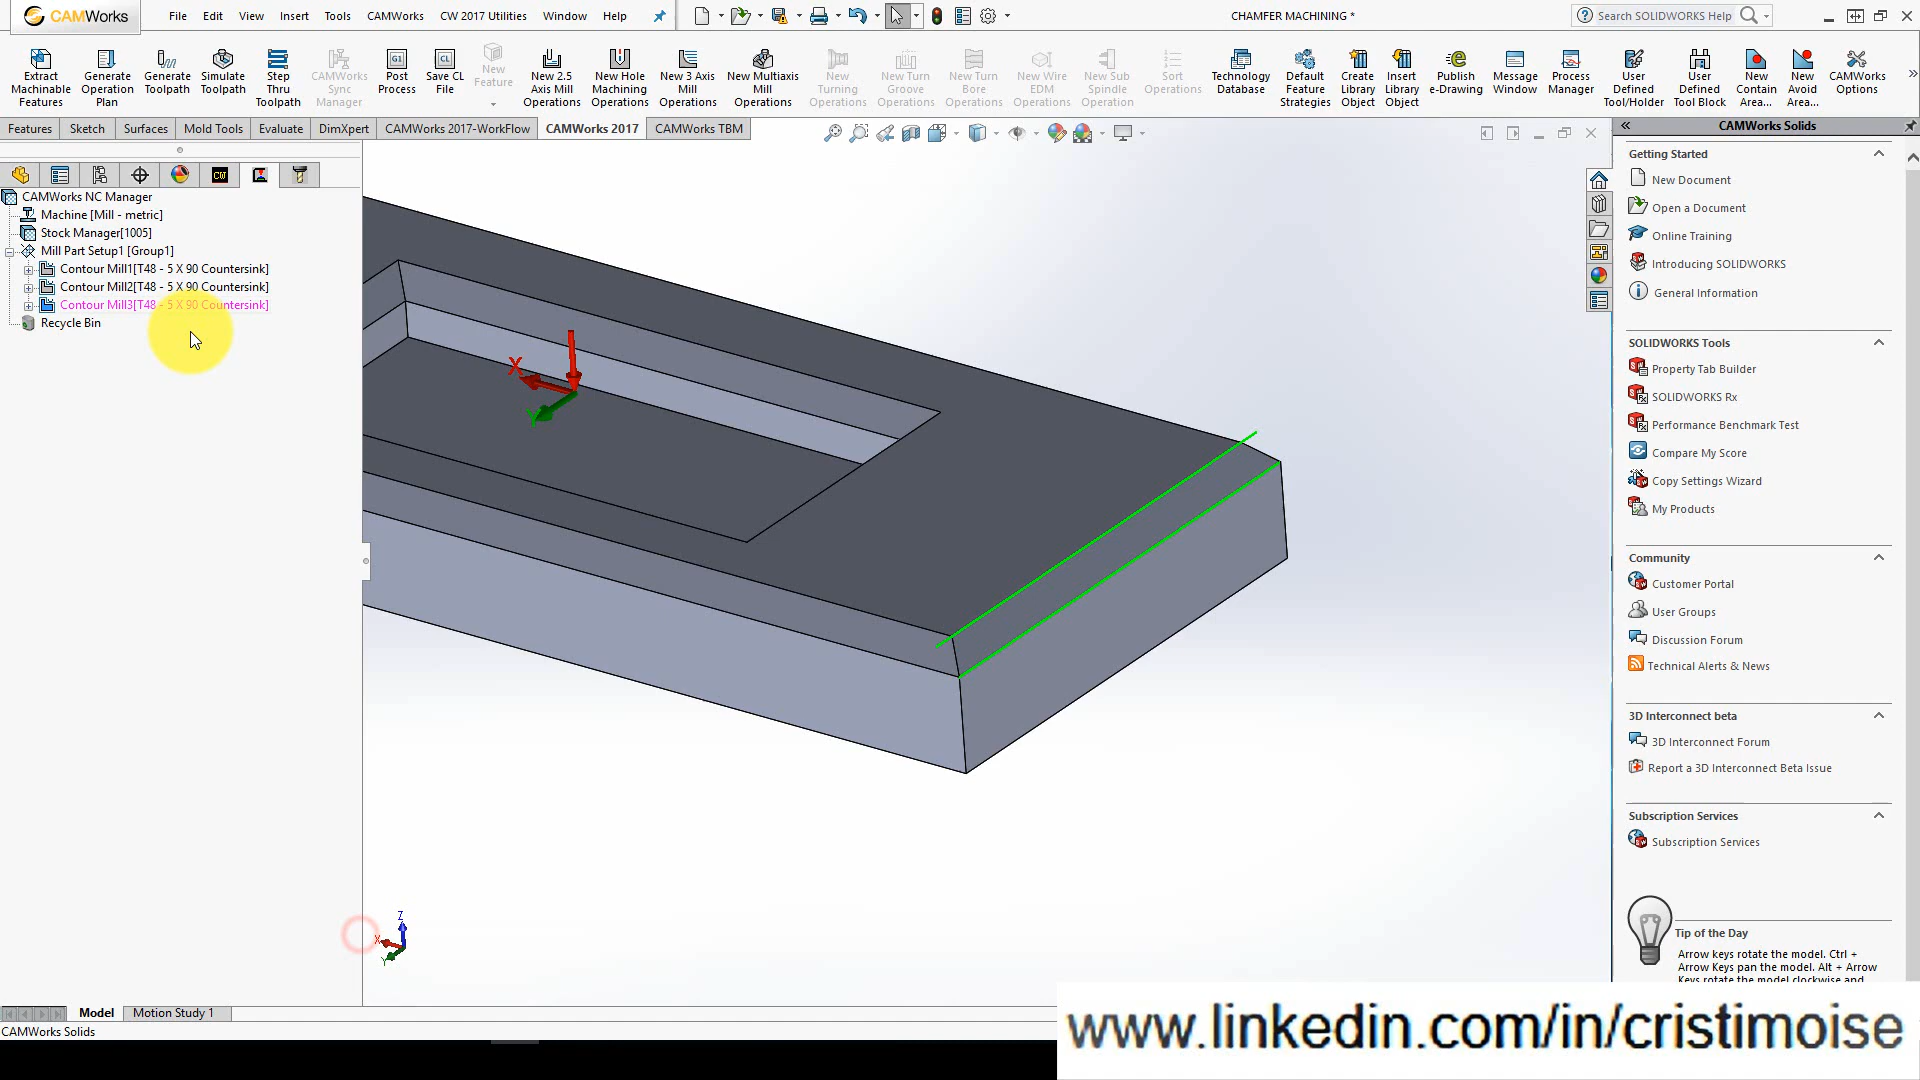 CAMWorks
File Edit View Insert Tools CAMWorks CW 2017 Utilities Window Help
CHAMFER MACHINING *
Search SOLIDWORKS Help
Extract Machinable Features
Generate Operation Plan
Generate Toolpath
Simulate Toolpath
Step Thru Toolpath
CAMWorks Sync Manager
Post Process
Save CL File
New Feature
New 2.5 Axis Mill Operations
New Hole Machining Operations
New 3 Axis Mill Operations
New Multiaxis Mill Operations
New Turning Operations
New Turn Groove Operations
New Turn Bore Operations
New Wire EDM Operations
New Sub Spindle Operation
Sort Operations
Technology Database
Default Feature Strategies
Create Library Object
Insert Library Object
Publish e-Drawing
Message Window
Process Manager
User Defined Tool/Holder
User Defined Tool Block
New Contain Area...
New Avoid Area...
CAMWorks Options
Features Sketch Surfaces Mold Tools Evaluate DimXpert CAMWorks 2017-WorkFlow CAMWorks 2017 CAMWorks TBM
CAMWorks NC Manager
Machine [Mill - metric]
Stock Manager[1005]
Mill Part Setup1 [Group1]
Contour Mill1[T48 - 5 X 90 Countersink]
Contour Mill2[T48 - 5 X 90 Countersink]
Contour Mill3[T48 - 5 X 90 Countersink]
Recycle Bin
X
Y
Z
X
Y
CAMWorks Solids
Getting Started
New Document
Open a Document
Online Training
Introducing SOLIDWORKS
General Information
SOLIDWORKS Tools
Property Tab Builder
SOLIDWORKS Rx
Performance Benchmark Test
Compare My Score
Copy Settings Wizard
My Products
Community
Customer Portal
User Groups
Discussion Forum
Technical Alerts & News
3D Interconnect beta
3D Interconnect Forum
Report a 3D Interconnect Beta Issue
Subscription Services
Subscription Services
Tip of the Day
Arrow keys rotate the model. Ctrl +
Arrow Keys pan the model. Alt + Arrow
Keys rotate the model clockwise and
Model Motion Study 1
CAMWorks Solids
www.linkedin.com/in/cristimoise